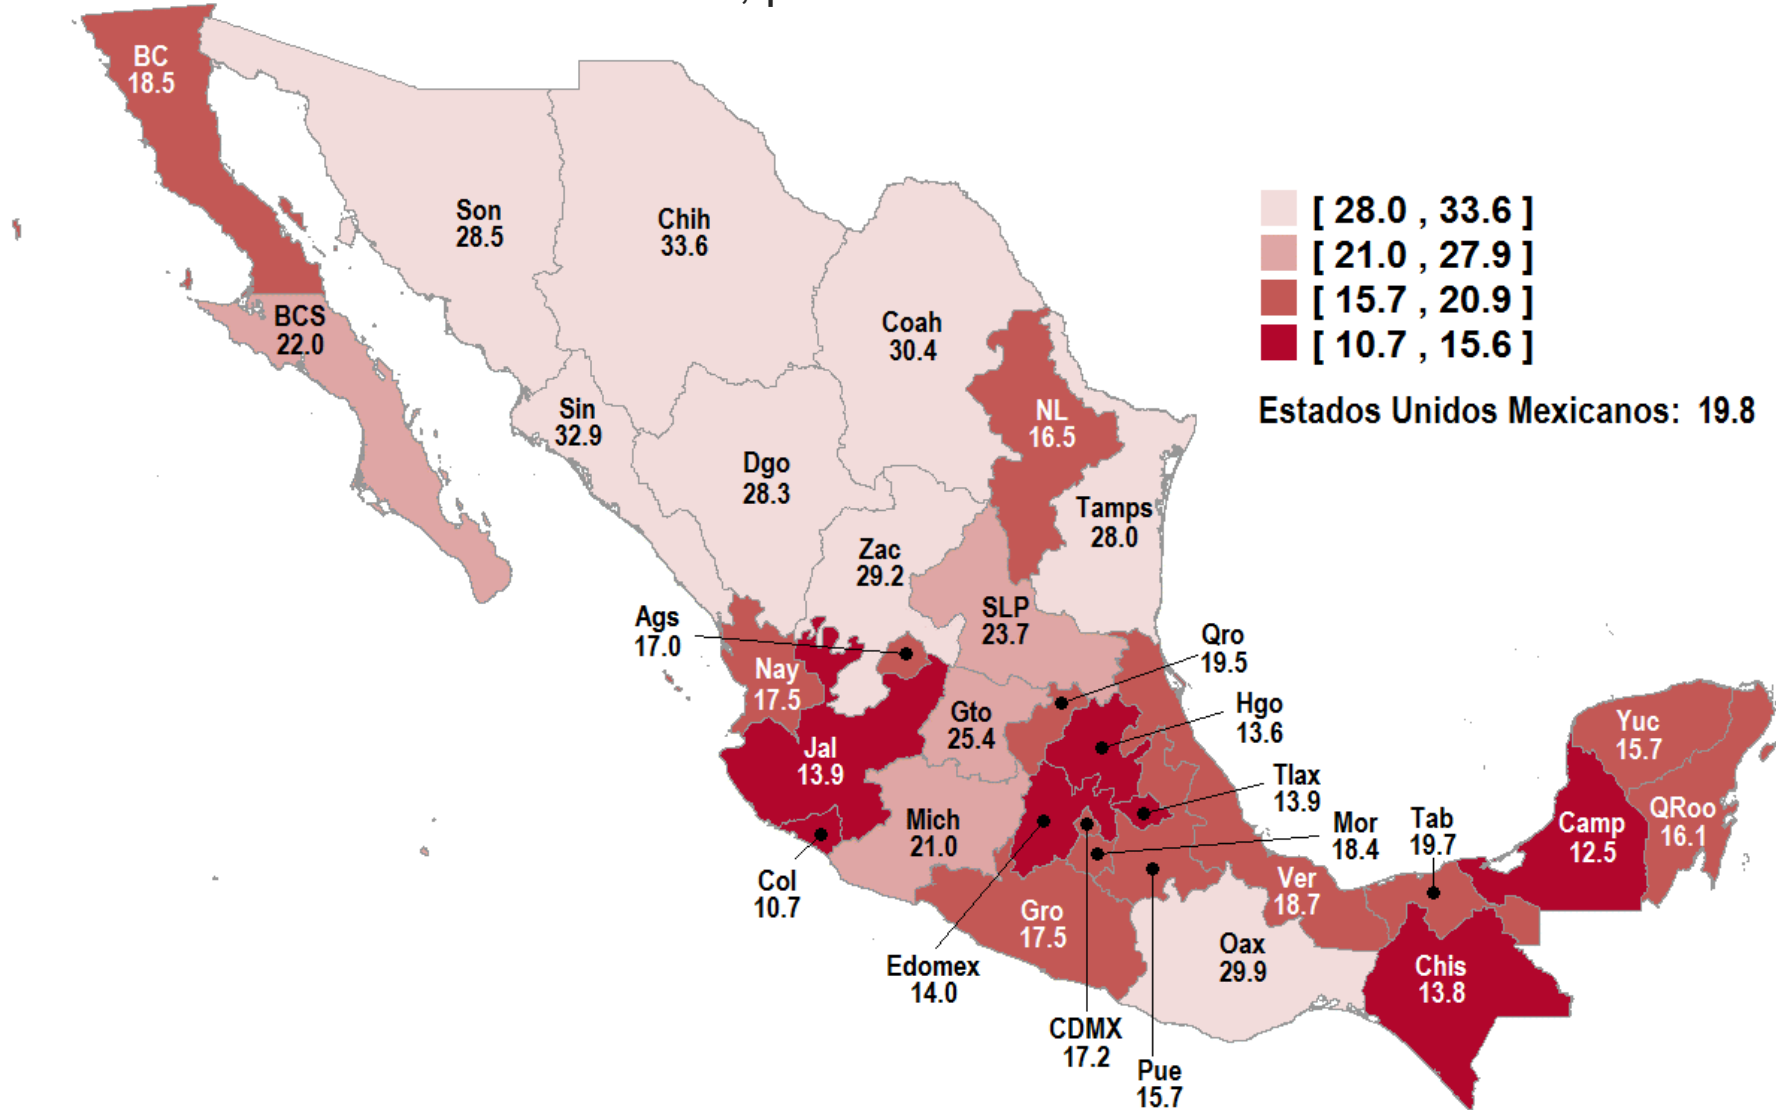 BC
18.5
BCS
22.0
Son
28.5
Chih
33.6
Coah
30.4
Sin
32.9
Dgo
28.3
NL
16.5
Tamps
28.0
Zac
29.2
SLP
23.7
Ags
17.0
Nay
17.5
Jal
13.9
Gto
25.4
Qro
19.5
Hgo
13.6
Tlax
13.9
Mor
18.4
Tab
19.7
Yuc
15.7
QRoo
16.1
Camp
12.5
Mich
21.0
Col
10.7
Gro
17.5
Ver
18.7
Edomex
14.0
Oax
29.9
Chis
13.8
CDMX
17.2
Pue
15.7
[ 28.0 , 33.6 ]
[ 21.0 , 27.9 ]
[ 15.7 , 20.9 ]
[ 10.7 , 15.6 ]
Estados Unidos Mexicanos: 19.8